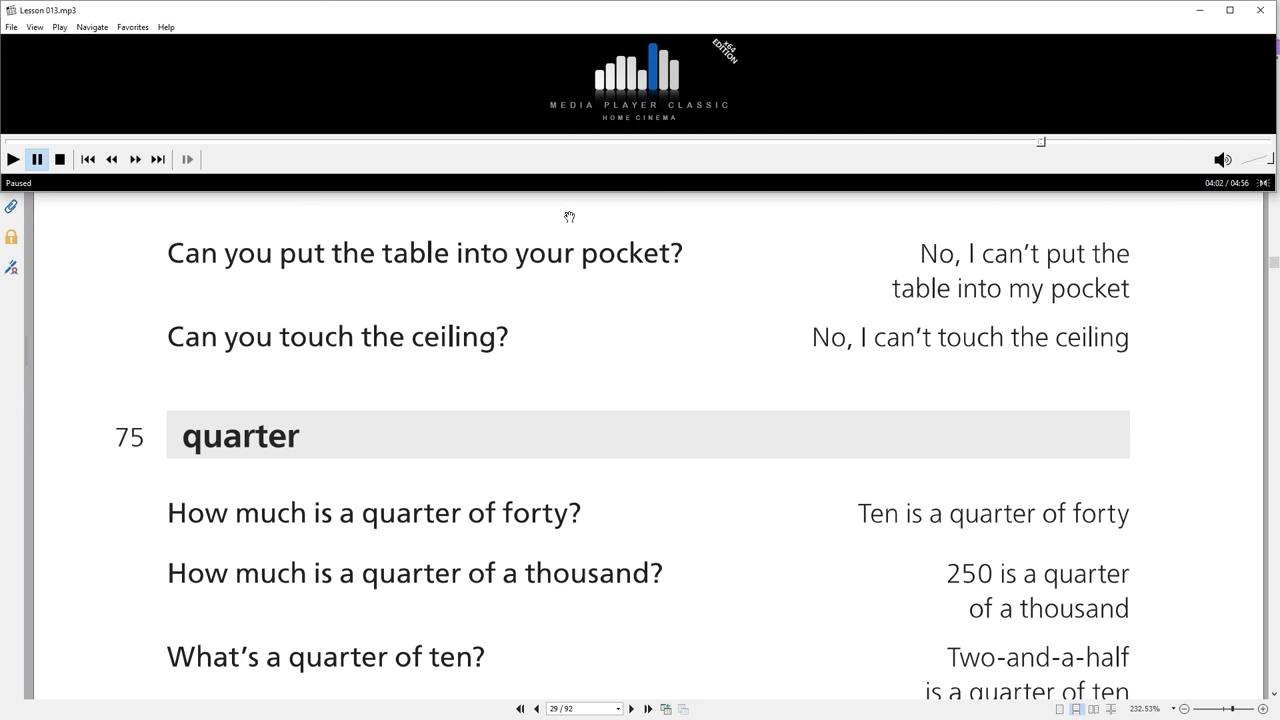 Lesson 013.mp3
File View Play Navigate Favorites Help
x64
EDITION
MEDIA PLAYER CLASSIC
HOME CINEMA
Paused
04:02 / 04:56
Can you put the table into your pocket? No, I can't put the
table into my pocket
Can you touch the ceiling? No, I can't touch the ceiling
75 quarter
How much is a quarter of forty? Ten is a quarter of forty
How much is a quarter of a thousand? 250 is a quarter
of a thousand
What's a quarter of ten? Two-and-a-half
is a quarter of ten
29 / 92
232.53%